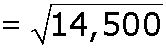 = √14,500